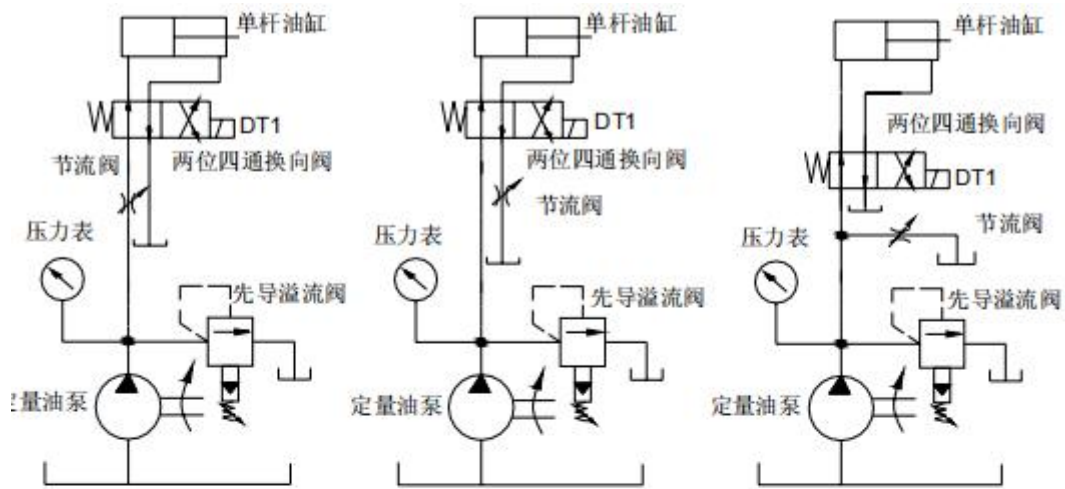 单杆油缸
DT1
节流阀
两位四通换向阀
压力表
先导溢流阀
定量油泵
单杆油缸
DT1
两位四通换向阀
节流阀
压力表
先导溢流阀
定量油泵
单杆油缸
两位四通换向阀
DT1
节流阀
压力表
先导溢流阀
定量油泵